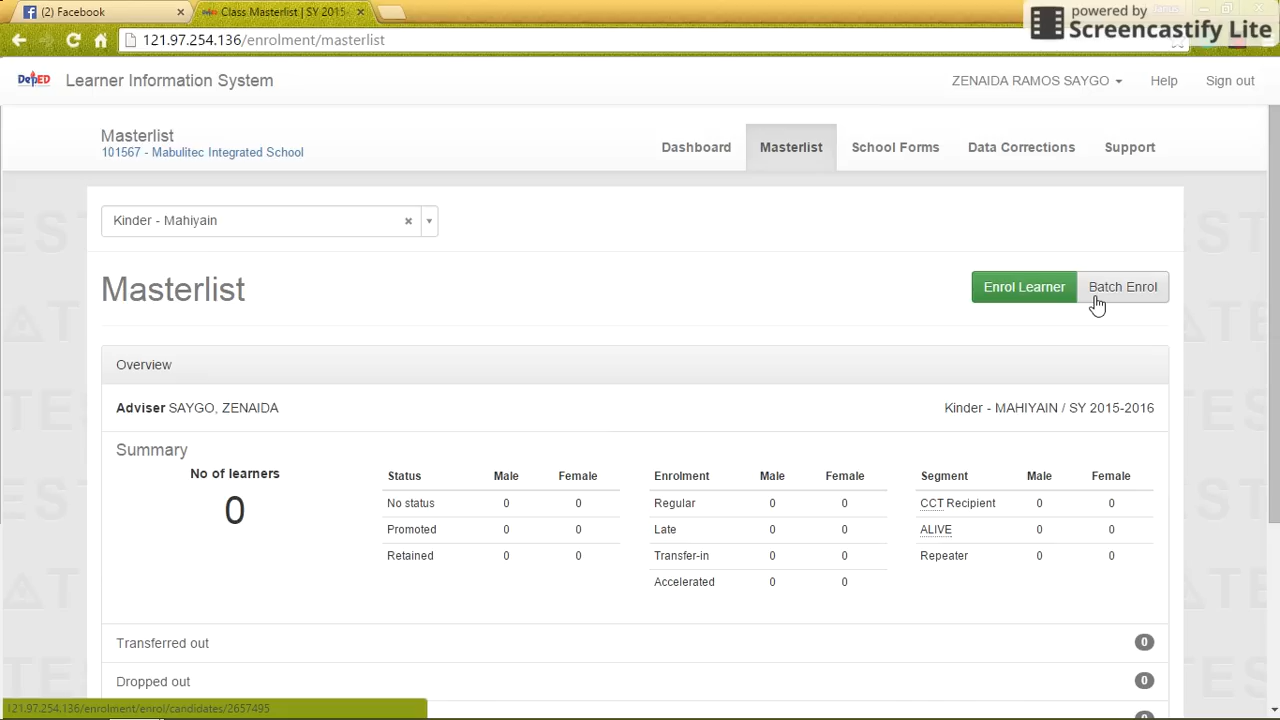 (2) Facebook
Class Masterlist | SY 2015-
powered by
Screencastify Lite
121.97.254.136/enrolment/masterlist
DepED
Learner Information System
ZENAIDA RAMOS SAYGO
Help
Sign out
Masterlist
101567 - Mabulitec Integrated School
Dashboard
Masterlist
School Forms
Data Corrections
Support
Kinder - Mahiyain
Masterlist
Enrol Learner
Batch Enrol
Overview
Adviser SAYGO, ZENAIDA
Kinder - MAHIYAIN / SY 2015-2016
Summary
No of learners
0
Status Male Female
No status 0 0
Promoted 0 0
Retained 0 0
Enrolment Male Female
Regular 0 0
Late 0 0
Transfer-in 0 0
Accelerated 0 0
Segment Male Female
CCT Recipient 0 0
ALIVE 0 0
Repeater 0 0
Transferred out 0
Dropped out 0
121.97.254.136/enrolment/enrol/candidates/2657495